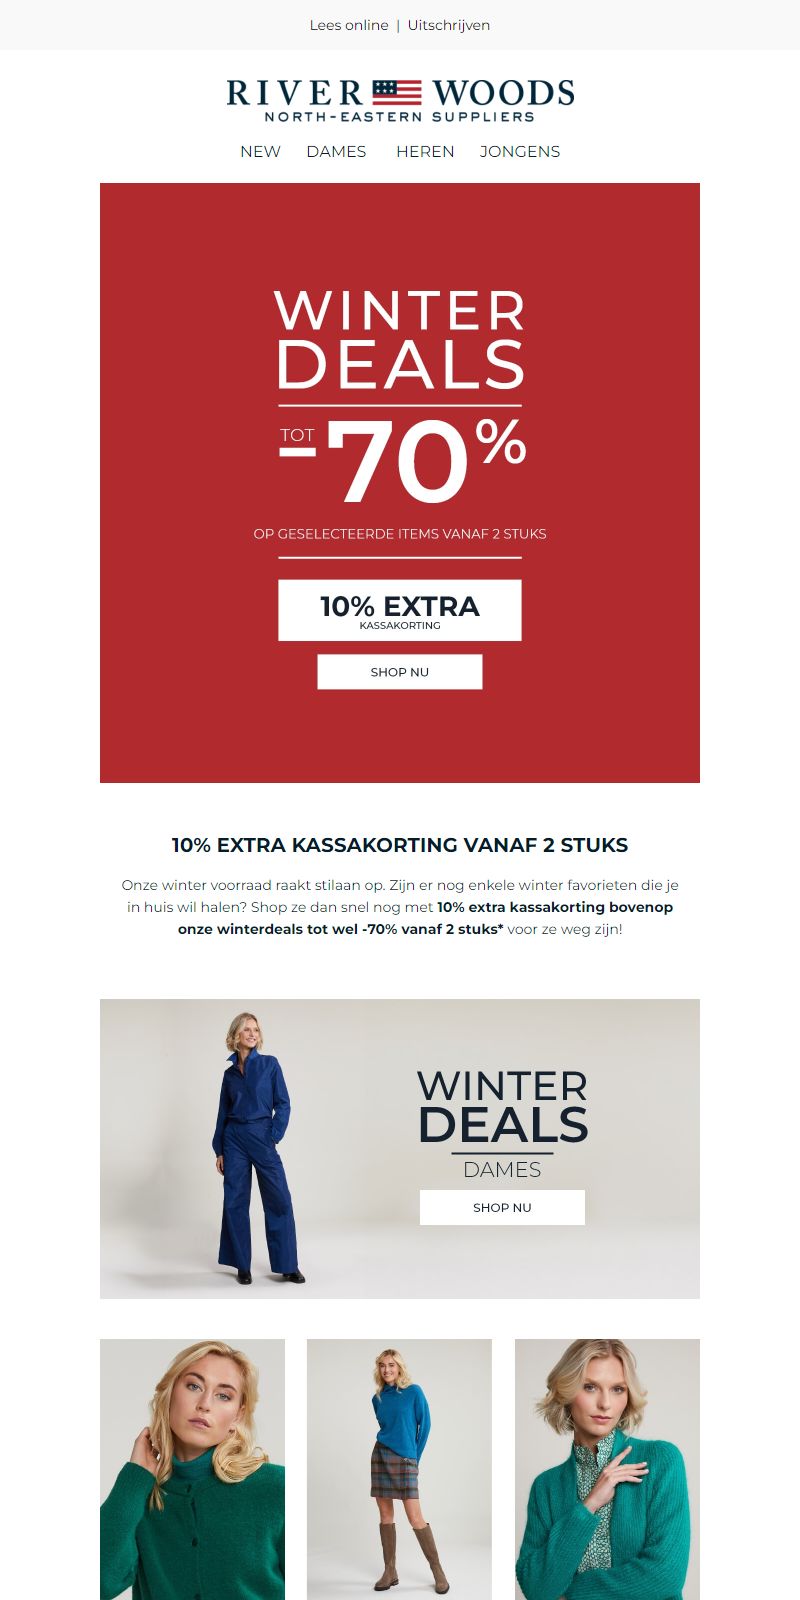 Lees online | Uitschrijven
RIVER WOODS
NORTH-EASTERN SUPPLIERS
NEW DAMES HEREN JONGENS
WINTER
DEALS
TOT
-70%
OP GESELECTEERDE ITEMS VANAF 2 STUKS
10% EXTRA
KASSAKORTING
SHOP NU
10% EXTRA KASSAKORTING VANAF 2 STUKS
Onze winter voorraad raakt stilaan op. Zijn er nog enkele winter favorieten die je
in huis wil halen? Shop ze dan snel nog met 10% extra kassakorting bovenop
onze winterdeals tot wel -70% vanaf 2 stuks* voor ze weg zijn!
WINTER
DEALS
DAMES
SHOP NU